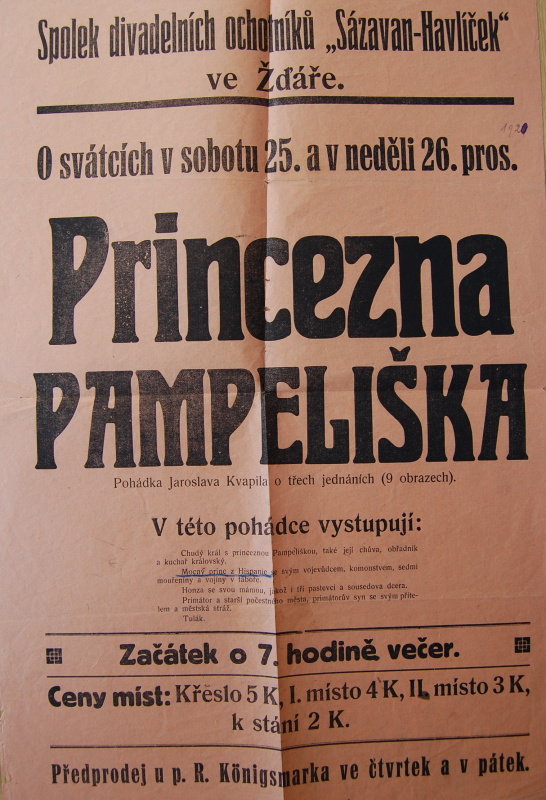 Spolek divadelních ochotníků „Sázavan-Havlíček“
ve Žďáře.
1920
O svátcích v sobotu 25. a v neděli 26. pros.
Princezna
PAMPELIŠKA
Pohádka Jaroslava Kvapila o třech jednáních (9 obrazech).
V této pohádce vystupují:
Chudý král s princeznou Pampeliškou, také její chůva, obřadník
a kuchař královský.
Mocný princ z Hispanie se svým vojevůdcem, komonstvem, sedmi
mouřeníny a vojíny v táboře.
Honza se svou mámou, jakož i tři pastevci a sousedova dcera.
Primátor a starší počestného města, primátorův syn se svým příte-
lem a městská stráž.
Tulák.
Začátek o 7. hodině večer.
Ceny míst: Křeslo 5 K, I. místo 4 K, II. místo 3 K,
k stání 2 K.
Předprodej u p. R. Königsmarka ve čtvrtek a v pátek.